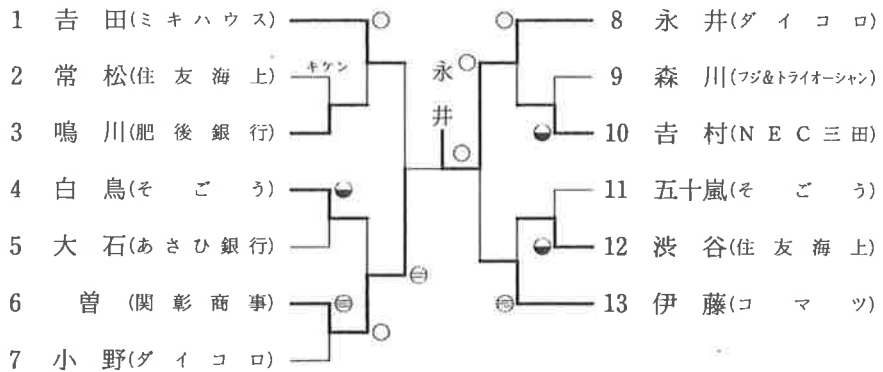 1 吉田(ミキハウス)
2 常松(住友海上) キケン
3 鳴川(肥後銀行)
4 白鳥(そごう)
5 大石(あさひ銀行)
6 曽(関彰商事)
7 小野(ダイコロ)
永井
8 永井(ダイコロ)
9 森川(フジ&トライオーシャン)
10 吉村(NEC三田)
11 五十嵐(そごう)
12 渋谷(住友海上)
13 伊藤(コマツ)